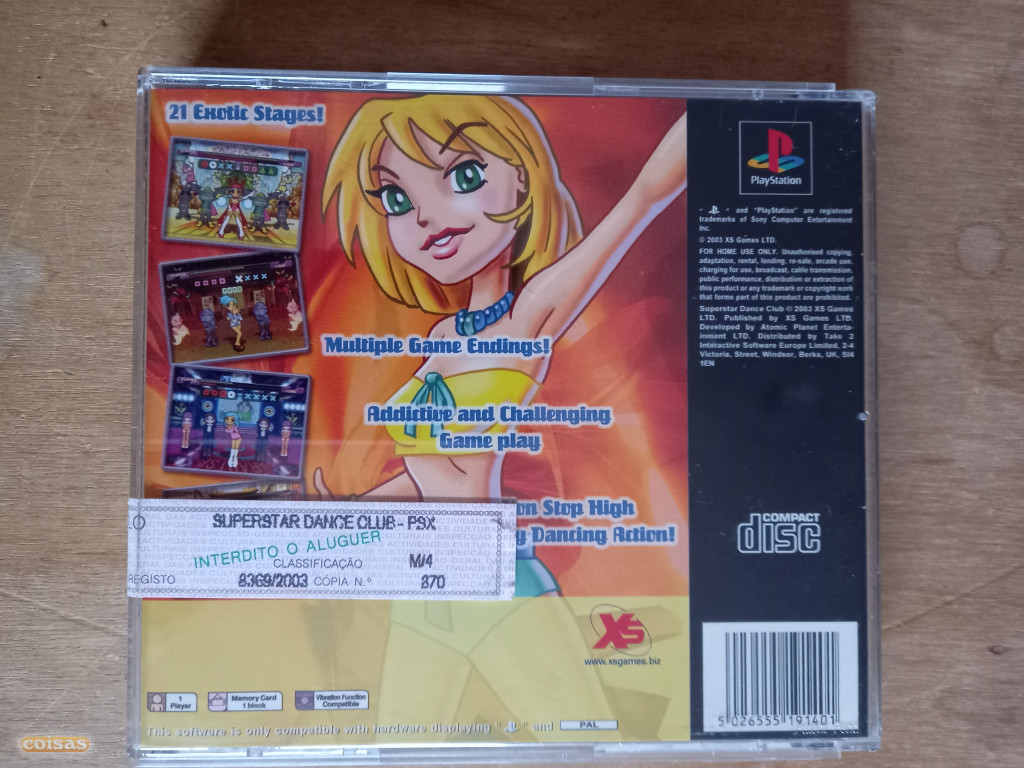 21 Exotic Stages!
GOOD
Multiple Game Endings!
Addictive and Challenging
Game play
on Stop High
y Dancing Action!
SUPERSTAR DANCE CLUB - PSX
INTERDITO O ALUGUER
CLASSIFICAÇÃO M/4
REGISTO 8369/2003 CÓPIA N.º 870
XS
www.xsgames.biz
1
Player
Memory Card
1 block
Vibration Function
Compatible
This software is only compatible with hardware displaying " " and PAL
PlayStation
" " and "PlayStation" are registered
trademarks of Sony Computer Entertainment
Inc.
© 2003 XS Games LTD.
FOR HOME USE ONLY. Unauthorised copying,
adaptation, rental, lending, re-sale, arcade use,
charging for use, broadcast, cable transmission,
public performance, distribution or extraction of
this product or any trademark or copyright work
that forms part of this product are prohibited.
Superstar Dance Club © 2003 XS Games
LTD. Published by XS Games LTD.
Developed by Atomic Planet Enterta-
inment LTD. Distributed by Take 2
Interactive Software Europe Limited, 2-4
Victoria, Street, Windsor, Berks, UK, Sl4
1EN
COMPACT
disc
5 026555 191401
coisas